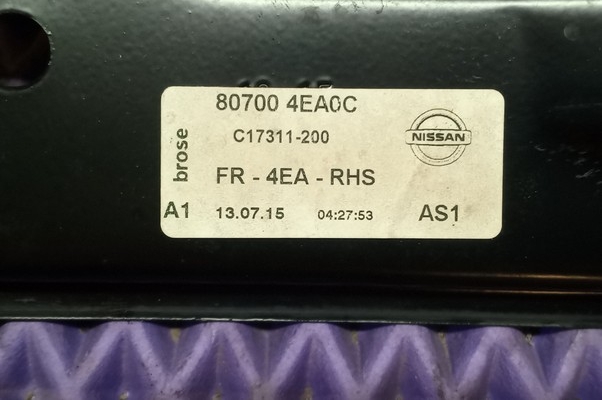 80700 4EA0C
C17311-200
NISSAN
brose
FR - 4EA - RHS
A1 13.07.15 04:27:53 AS1